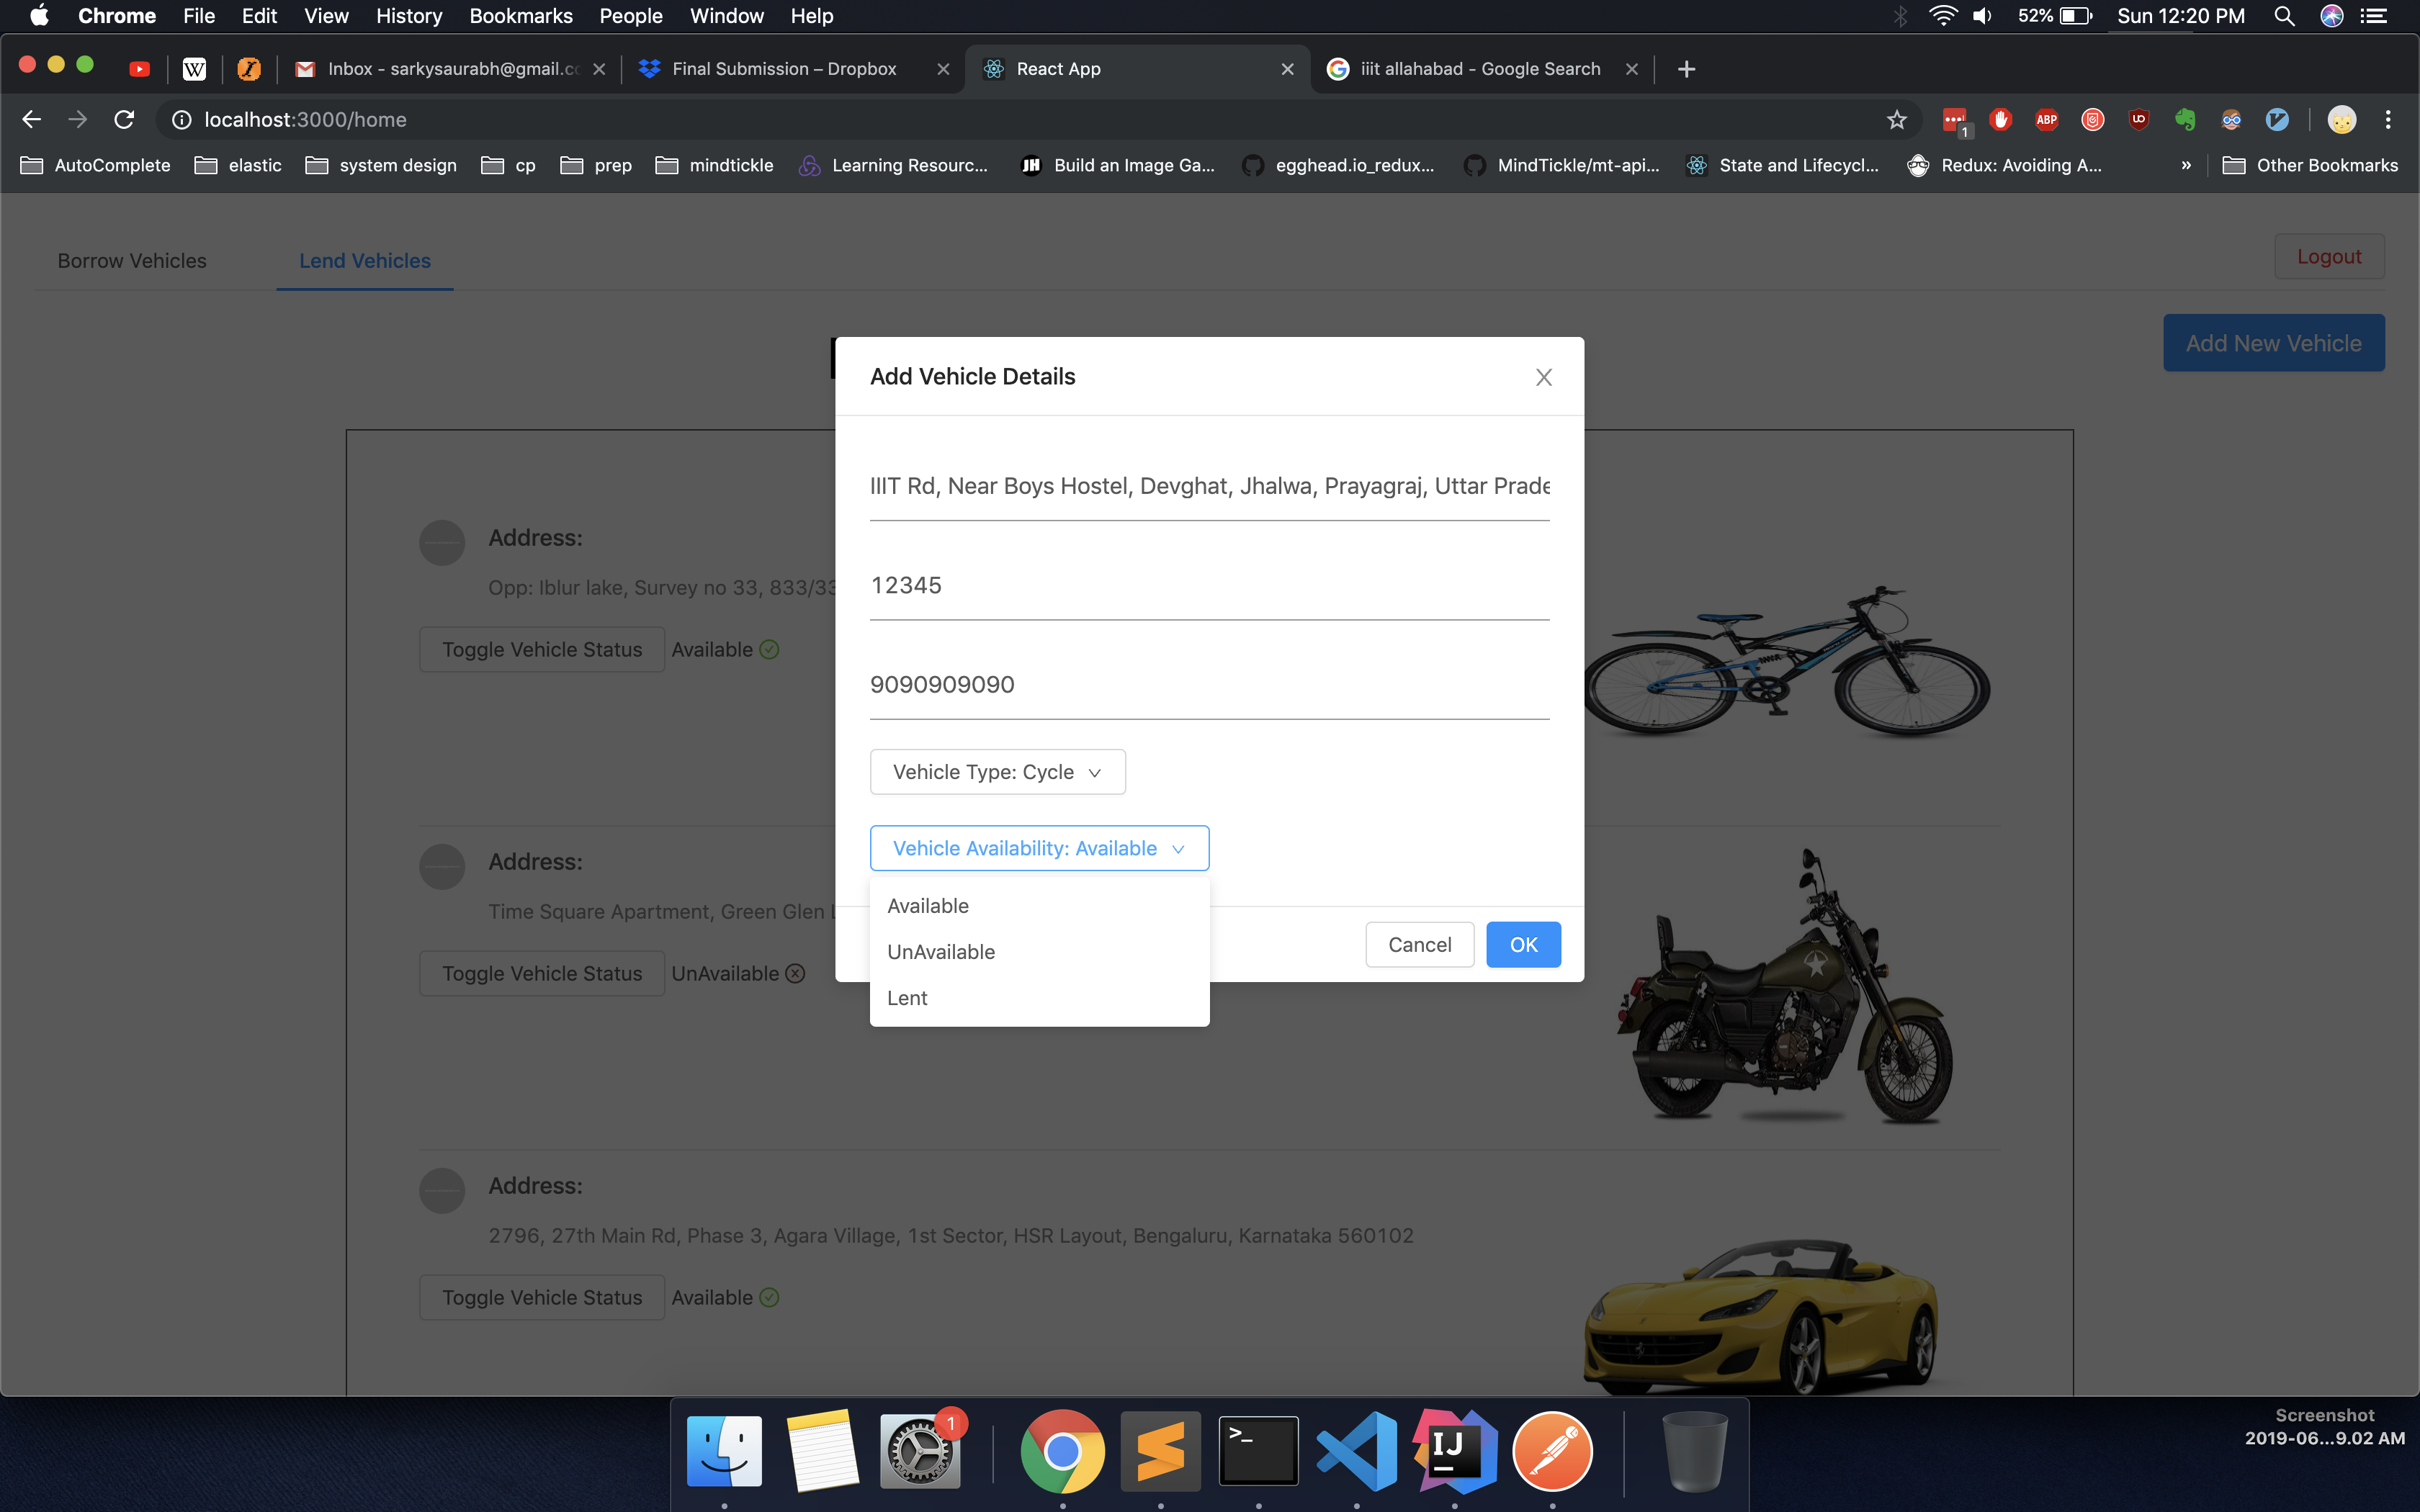 Chrome File Edit View History Bookmarks People Window Help 52% Sun 12:20 PM
W Inbox - sarkysaurabh@gmail.co Final Submission – Dropbox React App iiit allahabad - Google Search
localhost:3000/home 1 ABP
AutoComplete elastic system design cp prep mindtickle Learning Resourc... JH Build an Image Ga... egghead.io_redux... MindTickle/mt-api... State and Lifecycl... Redux: Avoiding A... » Other Bookmarks
Borrow Vehicles Lend Vehicles Logout
Add New Vehicle
Add Vehicle Details
IIIT Rd, Near Boys Hostel, Devghat, Jhalwa, Prayagraj, Uttar Prade
12345
9090909090
Vehicle Type: Cycle
Vehicle Availability: Available
Available
UnAvailable
Lent
Cancel OK
Address:
Opp: Iblur lake, Survey no 33, 833/33
Toggle Vehicle Status Available
Address:
Time Square Apartment, Green Glen
Toggle Vehicle Status UnAvailable
Address:
2796, 27th Main Rd, Phase 3, Agara Village, 1st Sector, HSR Layout, Bengaluru, Karnataka 560102
Toggle Vehicle Status Available
1
>_
IJ
Screenshot
2019-06...9.02 AM